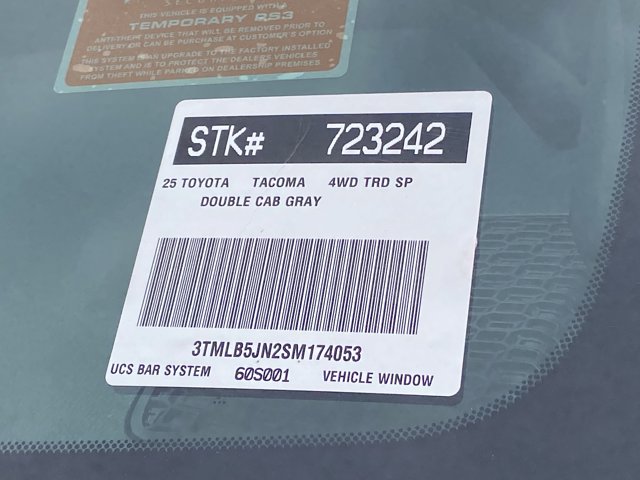 THIS VEHICLE IS EQUIPPED WITH A
TEMPORARY PS3
ANTI-THEFT DEVICE THAT WILL BE REMOVED PRIOR TO
DELIVERY OR CAN BE PURCHASE AT CUSTOMER'S OPTION
THIS SYSTEM IS AN UPGRADE TO THE FACTORY INSTALLED
SYSTEM AND IS TO PROTECT THE DEALERS VEHICLES
FROM THEFT WHILE PARKED ON DEALERSHIP PREMISES
STK# 723242
25 TOYOTA TACOMA 4WD TRD SP
DOUBLE CAB GRAY
3TMLB5JN2SM174053
UCS BAR SYSTEM 60S001 VEHICLE WINDOW